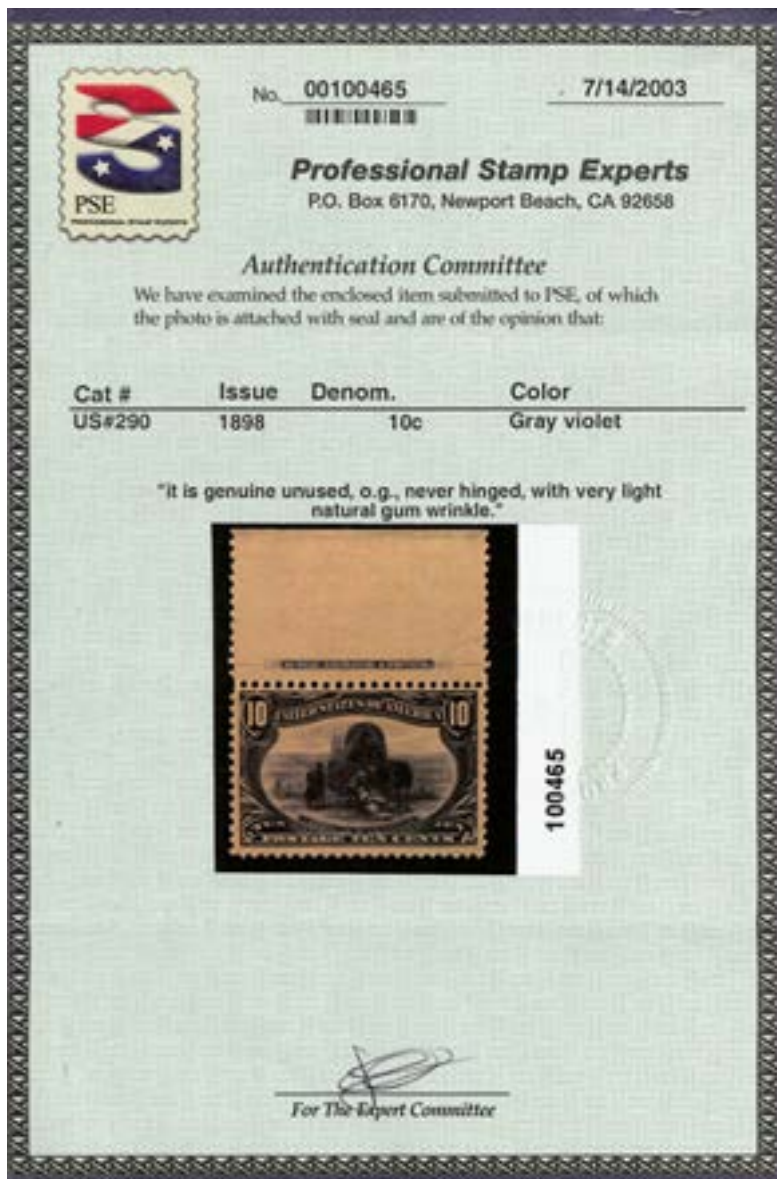 No. 00100465
7/14/2003
PSE
PROFESSIONAL STAMP EXPERTS
Professional Stamp Experts
P.O. Box 6170, Newport Beach, CA 92658
Authentication Committee
We have examined the enclosed item submitted to PSE, of which
the photo is attached with seal and are of the opinion that:
Cat # Issue Denom. Color
US#290 1898 10c Gray violet
"it is genuine unused, o.g., never hinged, with very light
natural gum wrinkle."
10 UNITED STATES OF AMERICA 10
POSTAGE TEN CENTS
100465
For The Expert Committee